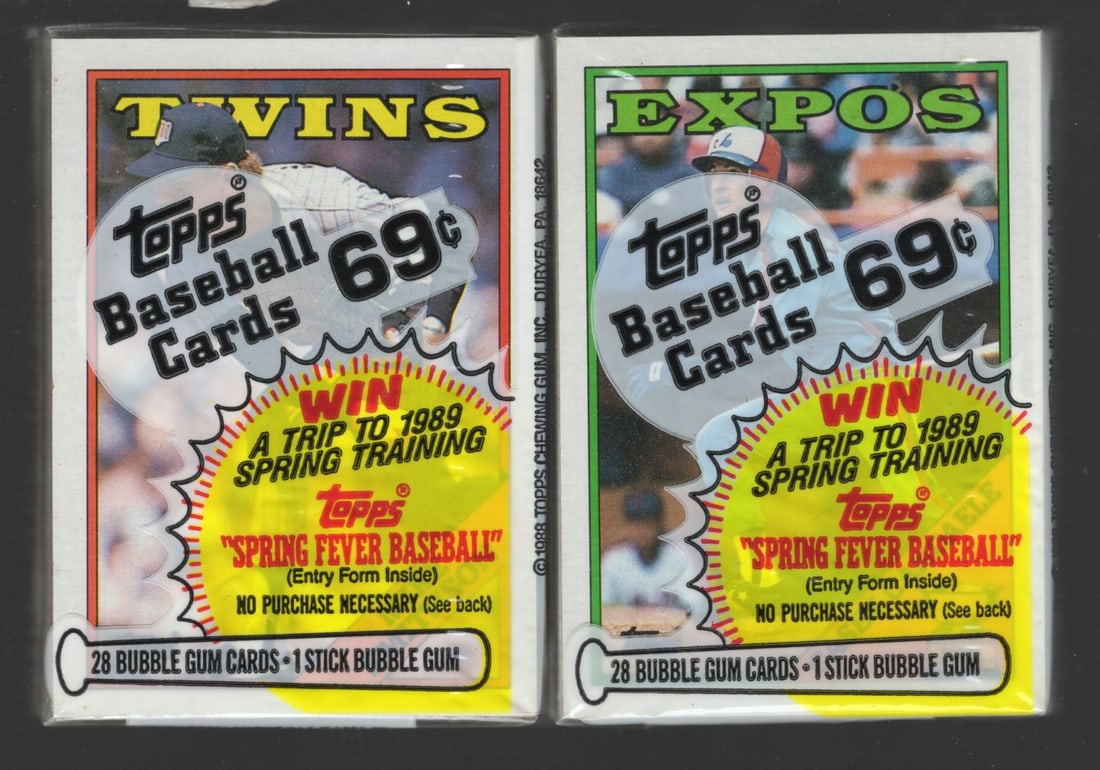 TWINS
Topps®
Baseball
Cards
69¢
WIN
A TRIP TO 1989
SPRING TRAINING
Topps®
"SPRING FEVER BASEBALL"
(Entry Form Inside)
NO PURCHASE NECESSARY (See back)
28 BUBBLE GUM CARDS • 1 STICK BUBBLE GUM
© 1988 TOPPS CHEWING GUM, INC. DURYEA, PA. 18642
EXPOS
Topps®
Baseball
Cards
69¢
WIN
A TRIP TO 1989
SPRING TRAINING
Topps®
"SPRING FEVER BASEBALL"
(Entry Form Inside)
NO PURCHASE NECESSARY (See back)
28 BUBBLE GUM CARDS • 1 STICK BUBBLE GUM